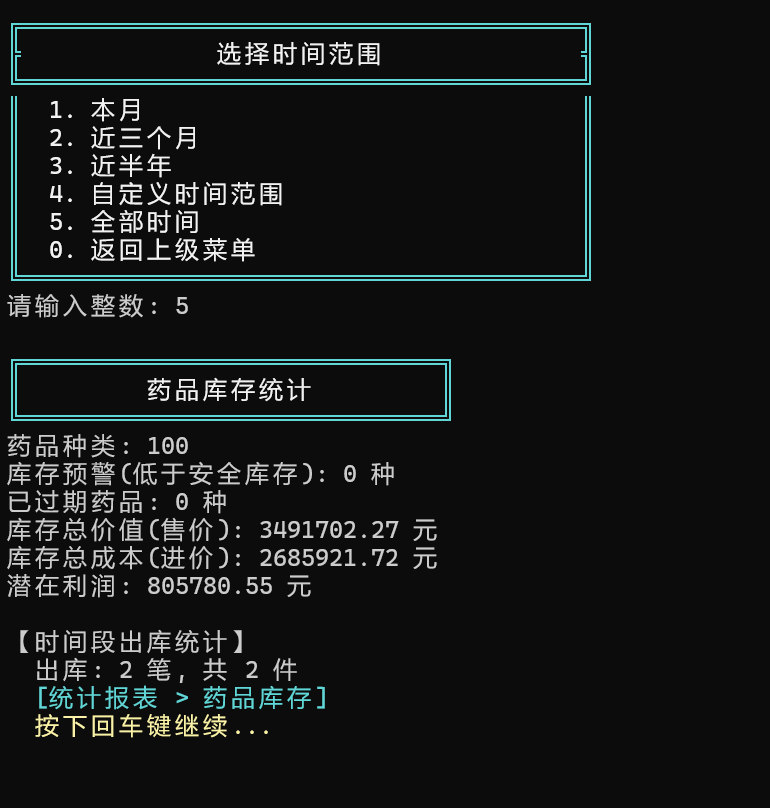 选择时间范围
1. 本月
2. 近三个月
3. 近半年
4. 自定义时间范围
5. 全部时间
0. 返回上级菜单
请输入整数: 5
药品库存统计
药品种类: 100
库存预警(低于安全库存): 0 种
已过期药品: 0 种
库存总价值(售价): 3491702.27 元
库存总成本(进价): 2685921.72 元
潜在利润: 805780.55 元
【时间段出库统计】
出库: 2 笔, 共 2 件
[统计报表 > 药品库存]
按下回车键继续...